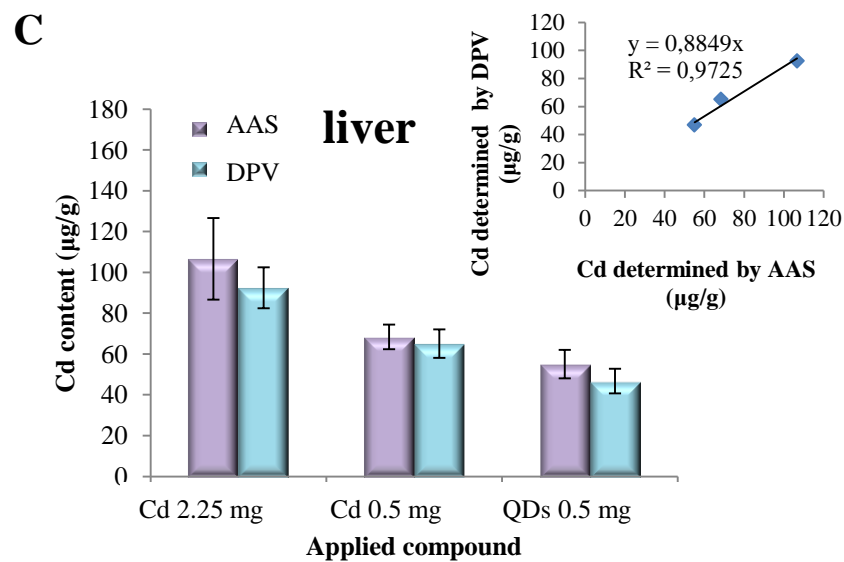 C
liver
AAS
DPV
Cd content (µg/g)
180
160
140
120
100
80
60
40
20
0
Cd 2.25 mg Cd 0.5 mg QDs 0.5 mg
Applied compound
y = 0,8849x
R² = 0,9725
Cd determined by DPV
(µg/g)
120
100
80
60
40
20
0
0 20 40 60 80 100 120
Cd determined by AAS
(µg/g)